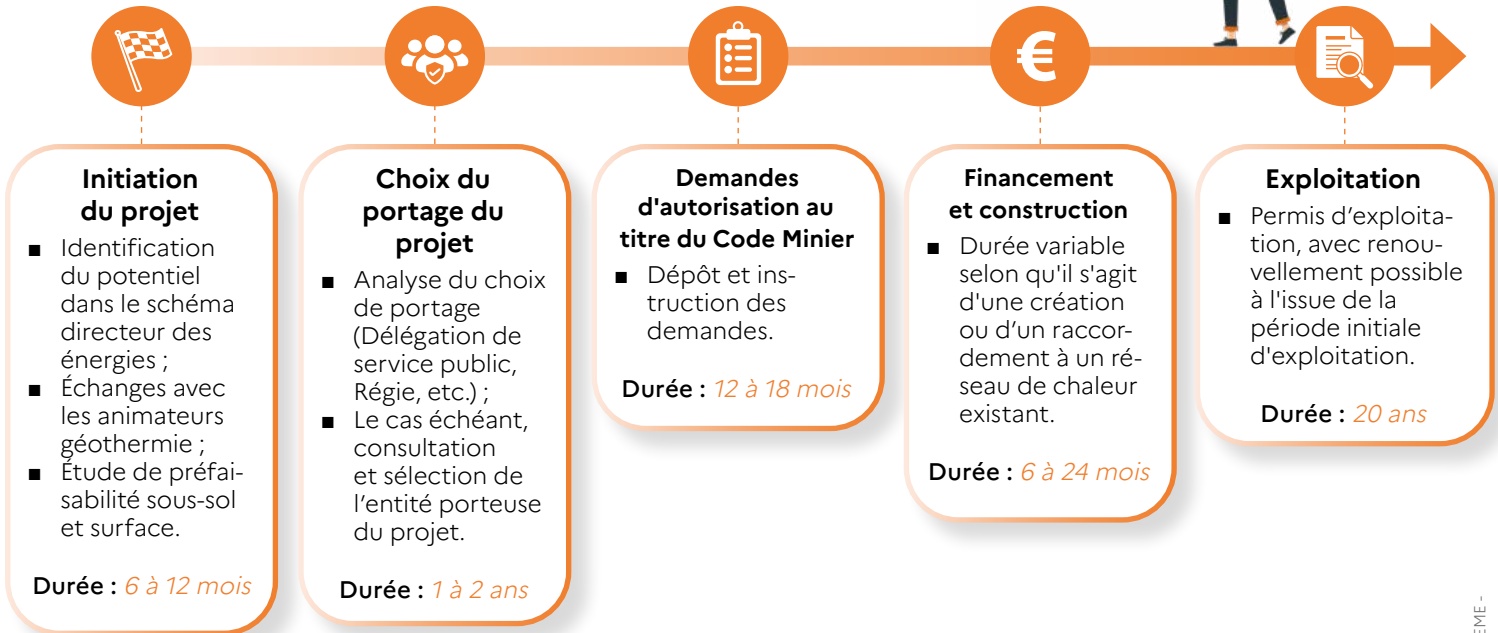 €
Initiation
du projet
■ Identification
du potentiel
dans le schéma
directeur des
énergies ;
■ Échanges avec
les animateurs
géothermie ;
■ Étude de préfai-
sabilité sous-sol
et surface.
Durée : 6 à 12 mois
Choix du
portage du
projet
■ Analyse du choix
de portage
(Délégation de
service public,
Régie, etc.) ;
■ Le cas échéant,
consultation
et sélection de
l’entité porteuse
du projet.
Durée : 1 à 2 ans
Demandes
d'autorisation au
titre du Code Minier
■ Dépôt et ins-
truction des
demandes.
Durée : 12 à 18 mois
Financement
et construction
■ Durée variable
selon qu'il s'agit
d'une création
ou d’un raccor-
dement à un ré-
seau de chaleur
existant.
Durée : 6 à 24 mois
Exploitation
■ Permis d’exploita-
tion, avec renou-
vellement possible
à l'issue de la
période initiale
d'exploitation.
Durée : 20 ans
EME -